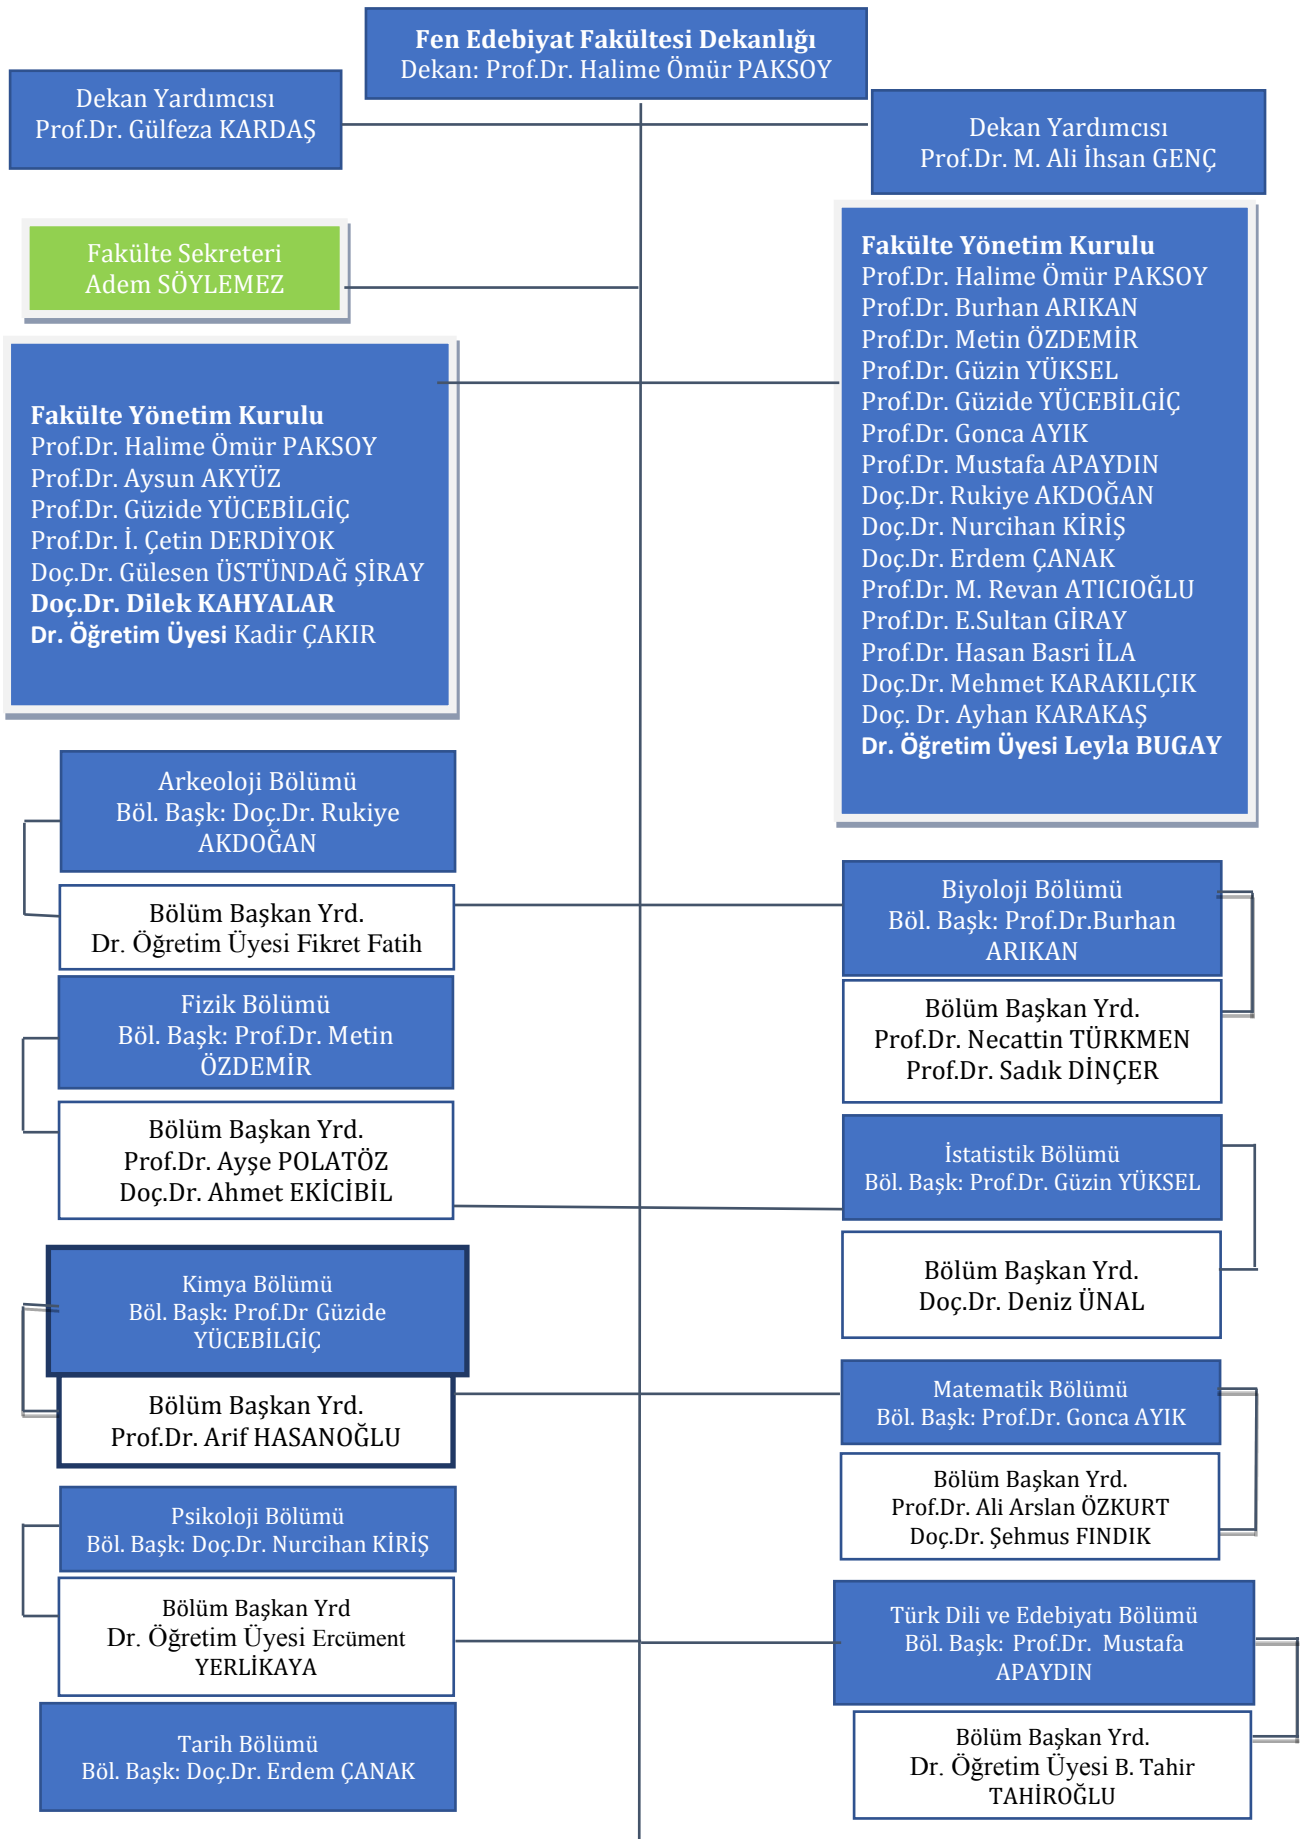 Fen Edebiyat Fakültesi Dekanlığı
Dekan: Prof.Dr. Halime Ömür PAKSOY
Dekan Yardımcısı
Prof.Dr. Gülfeza KARDAŞ
Dekan Yardımcısı
Prof.Dr. M. Ali İhsan GENÇ
Fakülte Sekreteri
Adem SÖYLEMEZ
Fakülte Yönetim Kurulu
Prof.Dr. Halime Ömür PAKSOY
Prof.Dr. Aysun AKYÜZ
Prof.Dr. Güzide YÜCEBİLGİÇ
Prof.Dr. İ. Çetin DERDİYOK
Doç.Dr. Gülesen ÜSTÜNDAĞ ŞİRAY
Doç.Dr. Dilek KAHYALAR
Dr. Öğretim Üyesi Kadir ÇAKIR
Fakülte Yönetim Kurulu
Prof.Dr. Halime Ömür PAKSOY
Prof.Dr. Burhan ARIKAN
Prof.Dr. Metin ÖZDEMİR
Prof.Dr. Güzin YÜKSEL
Prof.Dr. Güzide YÜCEBİLGİÇ
Prof.Dr. Gonca AYIK
Prof.Dr. Mustafa APAYDIN
Doç.Dr. Rukiye AKDOĞAN
Doç.Dr. Nurcihan KİRİŞ
Doç.Dr. Erdem ÇANAK
Prof.Dr. M. Revan ATICIOĞLU
Prof.Dr. E.Sultan GİRAY
Prof.Dr. Hasan Basri İLA
Doç.Dr. Mehmet KARAKILÇIK
Doç. Dr. Ayhan KARAKAŞ
Dr. Öğretim Üyesi Leyla BUGAY
Arkeoloji Bölümü
Böl. Başk: Doç.Dr. Rukiye
AKDOĞAN
Bölüm Başkan Yrd.
Dr. Öğretim Üyesi Fikret Fatih
Biyoloji Bölümü
Böl. Başk: Prof.Dr.Burhan
ARIKAN
Bölüm Başkan Yrd.
Prof.Dr. Necattin TÜRKMEN
Prof.Dr. Sadık DİNÇER
Fizik Bölümü
Böl. Başk: Prof.Dr. Metin
ÖZDEMİR
Bölüm Başkan Yrd.
Prof.Dr. Ayşe POLATÖZ
Doç.Dr. Ahmet EKİCİBİL
İstatistik Bölümü
Böl. Başk: Prof.Dr. Güzin YÜKSEL
Bölüm Başkan Yrd.
Doç.Dr. Deniz ÜNAL
Kimya Bölümü
Böl. Başk: Prof.Dr Güzide
YÜCEBİLGİÇ
Bölüm Başkan Yrd.
Prof.Dr. Arif HASANOĞLU
Matematik Bölümü
Böl. Başk: Prof.Dr. Gonca AYIK
Bölüm Başkan Yrd.
Prof.Dr. Ali Arslan ÖZKURT
Doç.Dr. Şehmus FINDIK
Psikoloji Bölümü
Böl. Başk: Doç.Dr. Nurcihan KİRİŞ
Bölüm Başkan Yrd
Dr. Öğretim Üyesi Ercüment
YERLİKAYA
Türk Dili ve Edebiyatı Bölümü
Böl. Başk: Prof.Dr. Mustafa
APAYDIN
Bölüm Başkan Yrd.
Dr. Öğretim Üyesi B. Tahir
TAHİROĞLU
Tarih Bölümü
Böl. Başk: Doç.Dr. Erdem ÇANAK